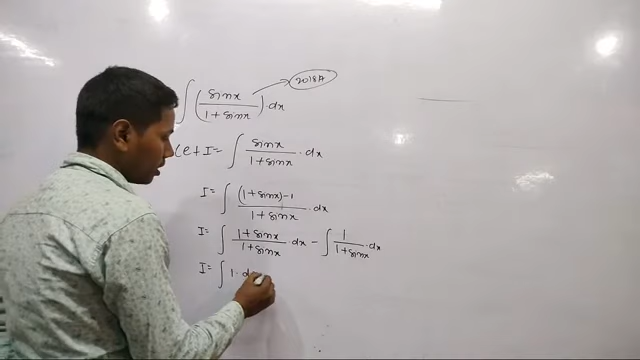 ∫ (sinx / 1 + sinx) · dx → 2018A
Let I = ∫ sinx / 1 + sinx · dx
I = ∫ (1 + sinx) - 1 / 1 + sinx · dx
I = ∫ 1 + sinx / 1 + sinx · dx - ∫ 1 / 1 + sinx · dx
I = ∫ 1 · d